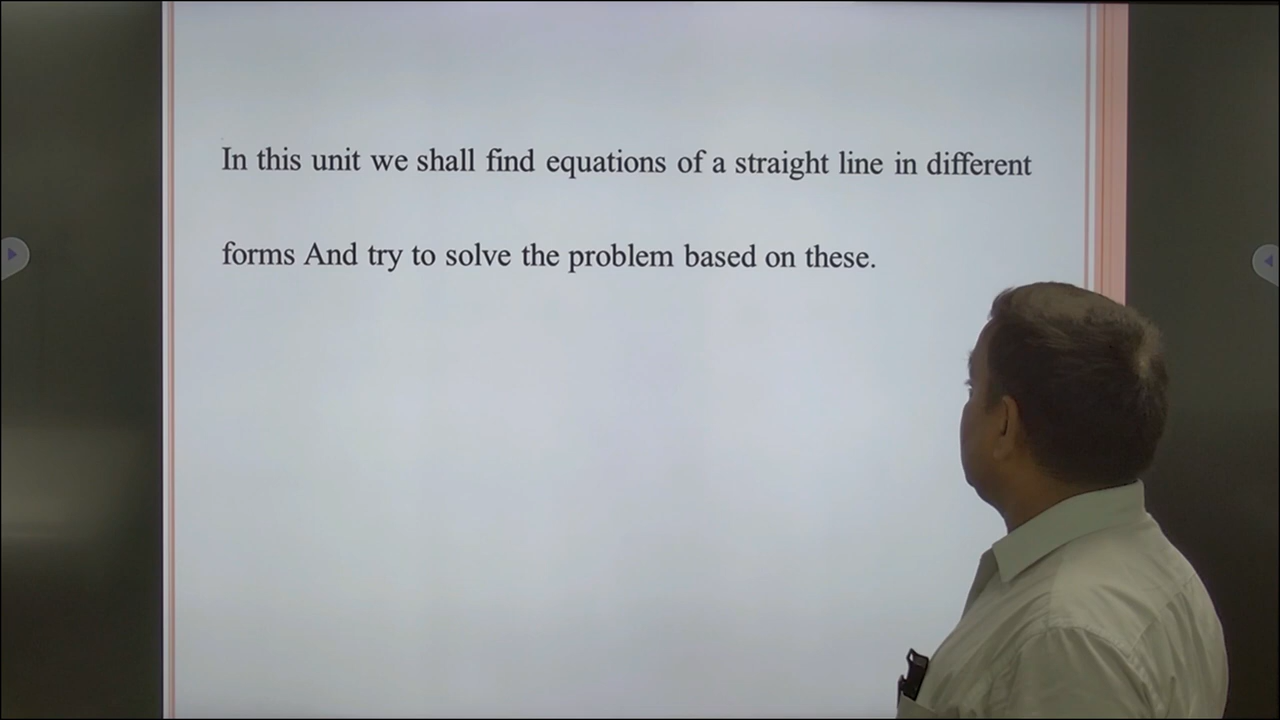 In this unit we shall find equations of a straight line in different
forms And try to solve the problem based on these.